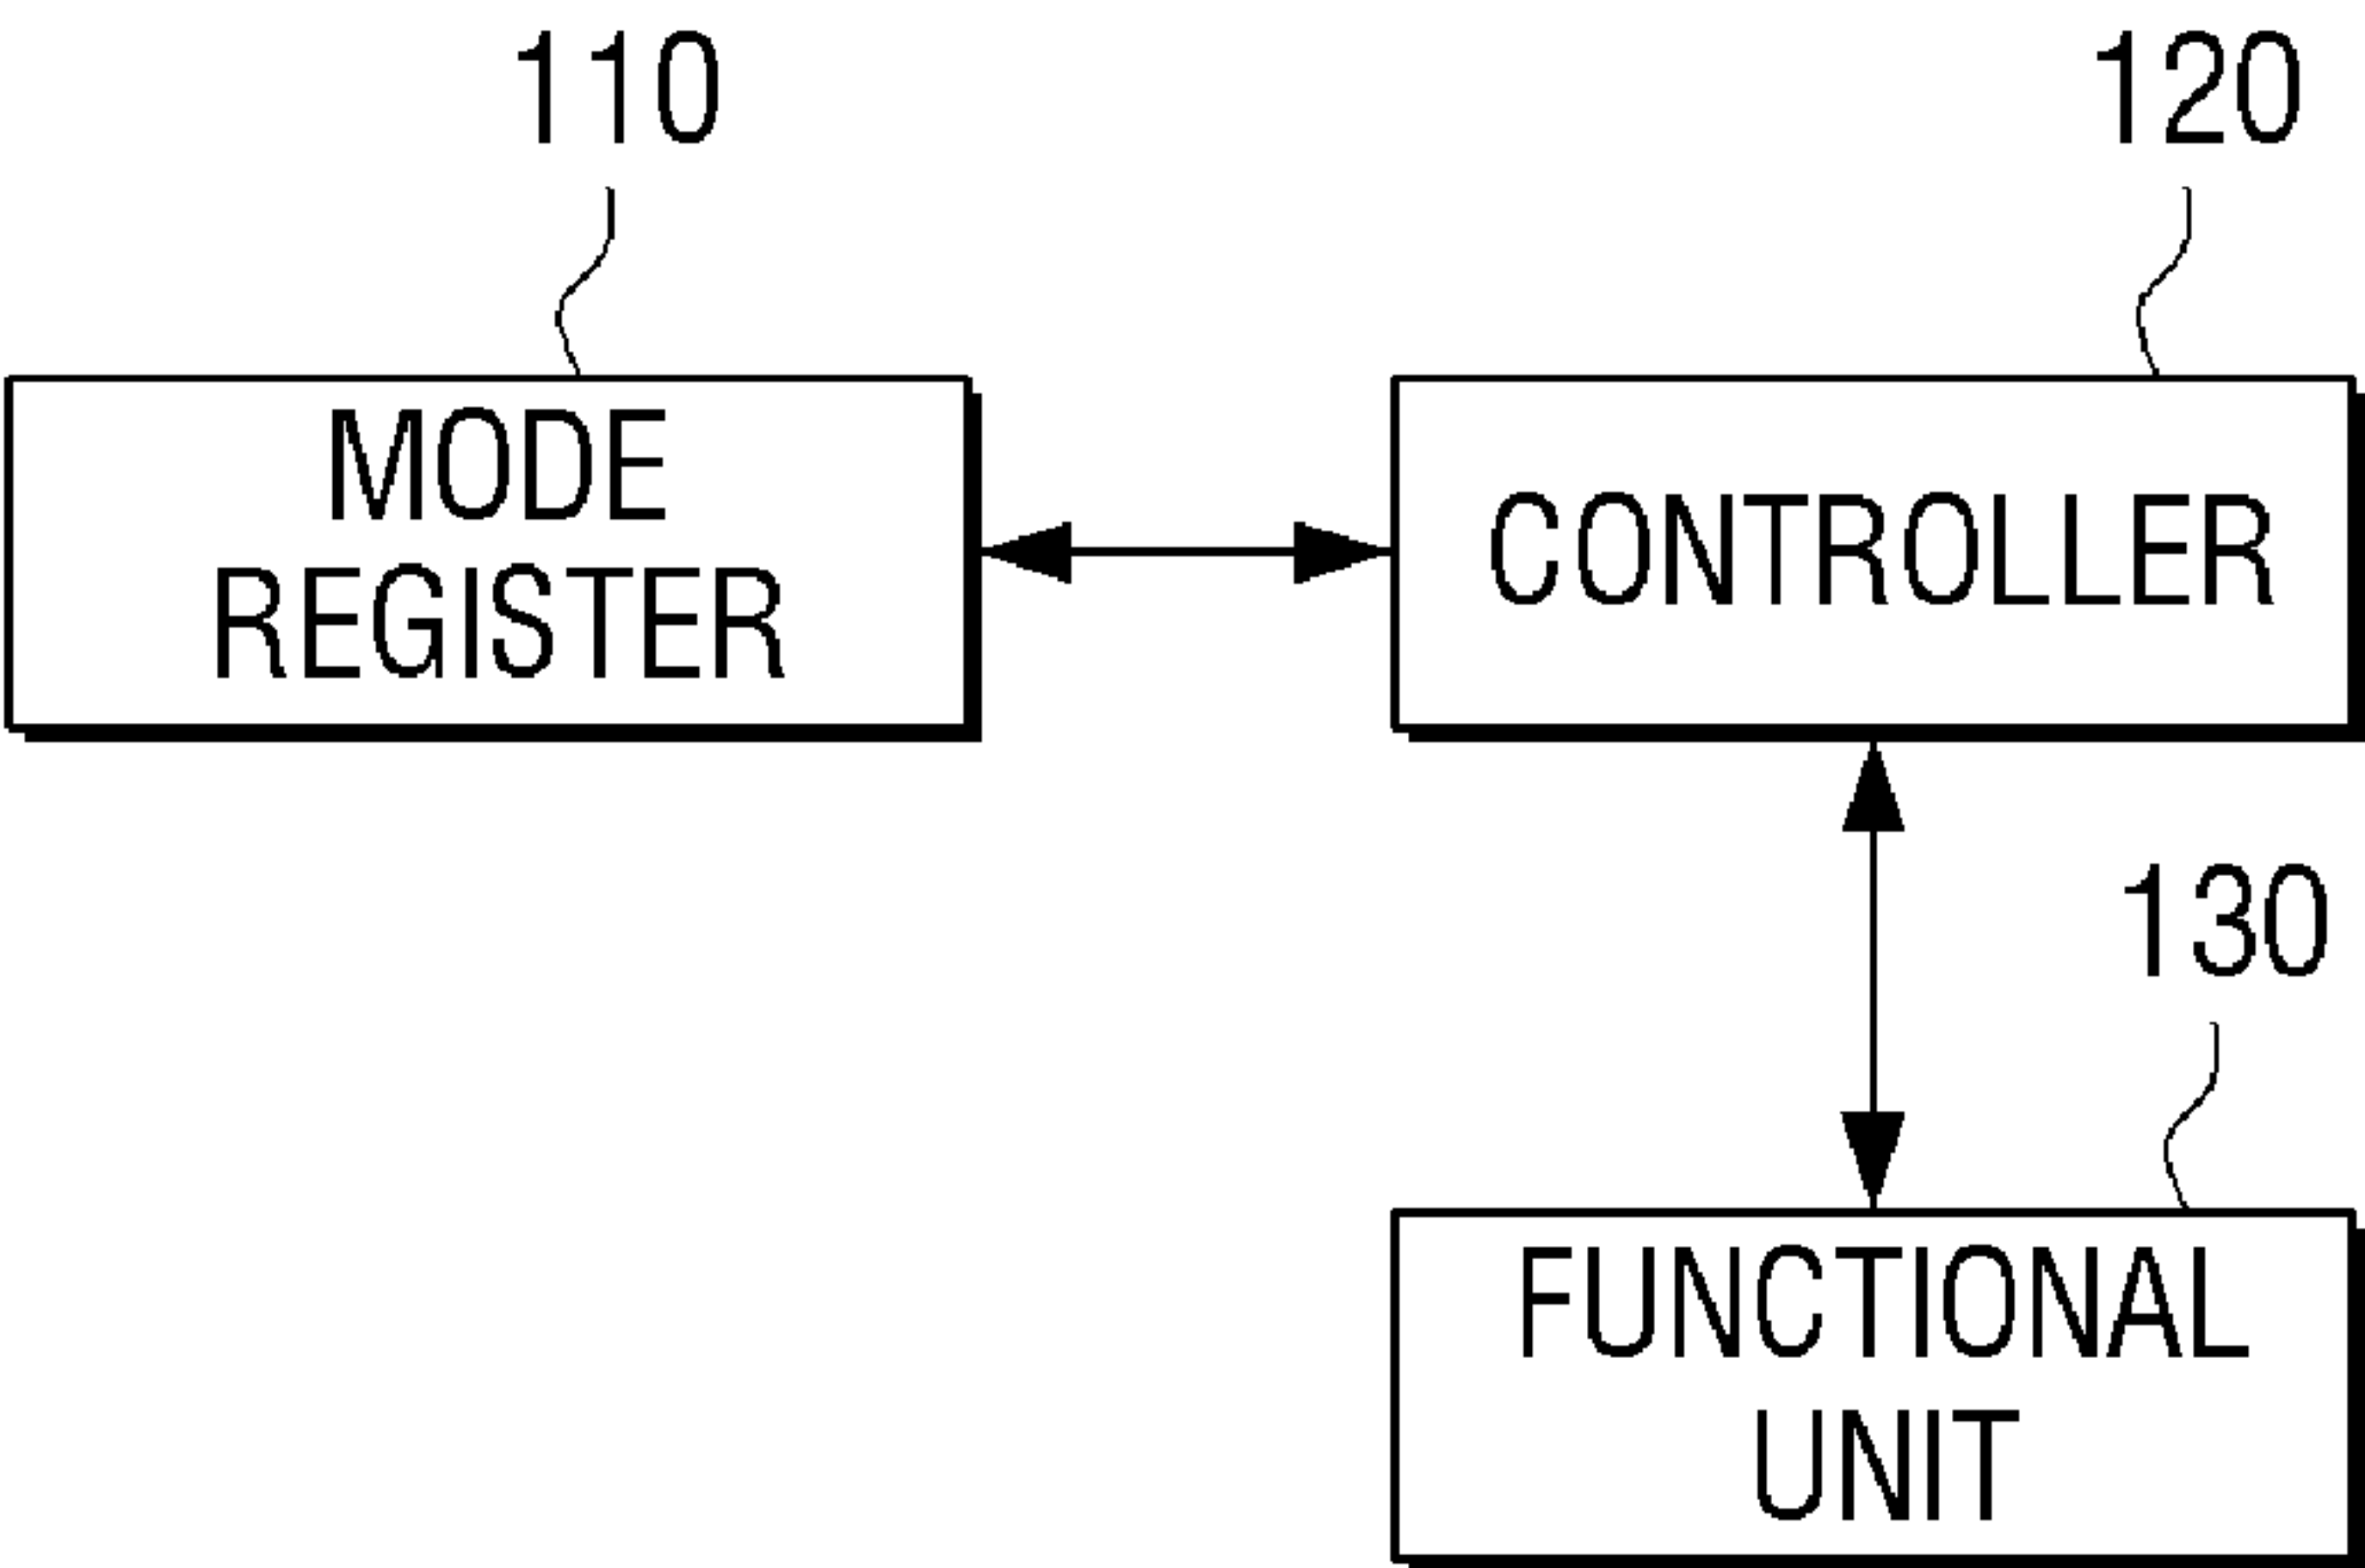 110
120
MODE
REGISTER
CONTROLLER
130
FUNCTIONAL
UNIT